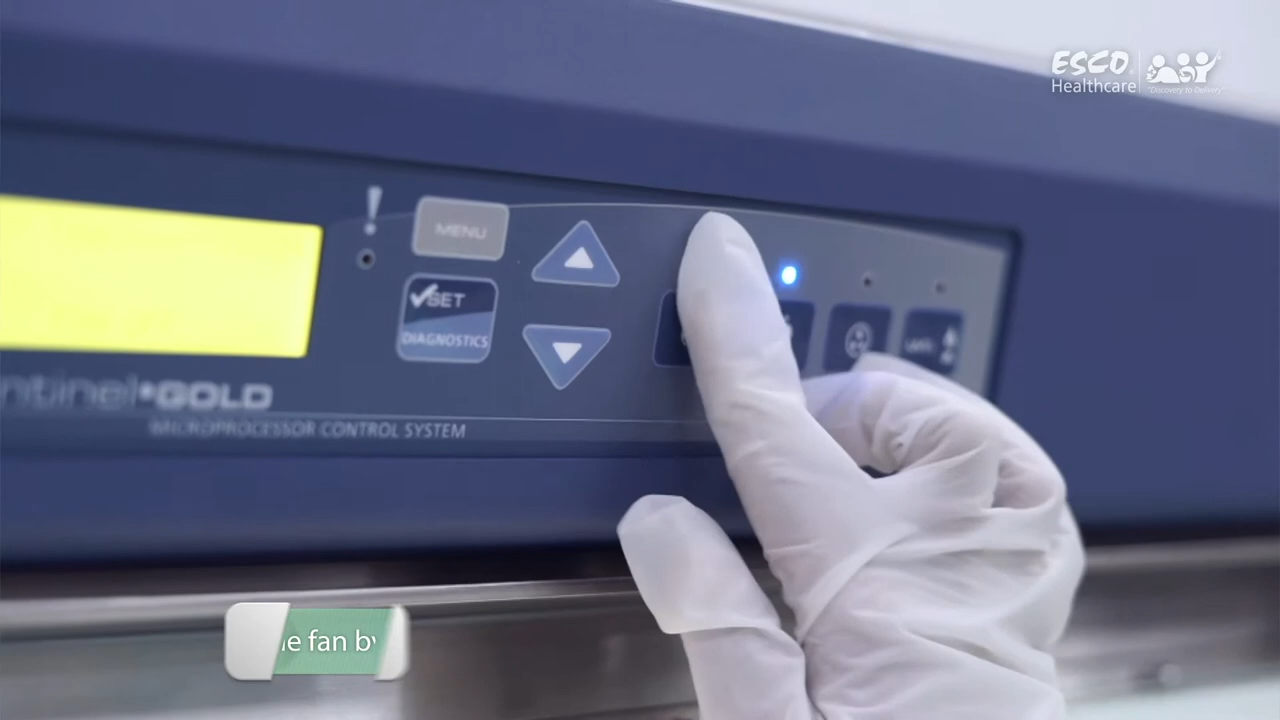 ESCO
Healthcare
"Discovery to Delivery"
!
MENU
SET
DIAGNOSTICS
ntinel GOLD
MICROPROCESSOR CONTROL SYSTEM
e fan by